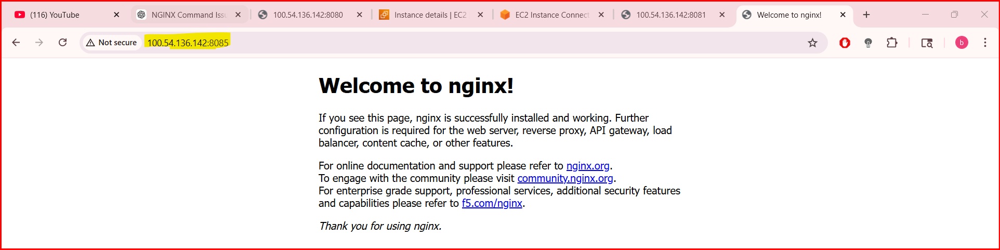 (116) YouTube
NGINX Command Issu
100.54.136.142:8080
Instance details | EC2
EC2 Instance Connect
100.54.136.142:8081
Welcome to nginx!
Not secure
100.54.136.142:8085
b
Welcome to nginx!
If you see this page, nginx is successfully installed and working. Further
configuration is required for the web server, reverse proxy, API gateway, load
balancer, content cache, or other features.
For online documentation and support please refer to nginx.org.
To engage with the community please visit community.nginx.org.
For enterprise grade support, professional services, additional security features
and capabilities please refer to f5.com/nginx.
Thank you for using nginx.